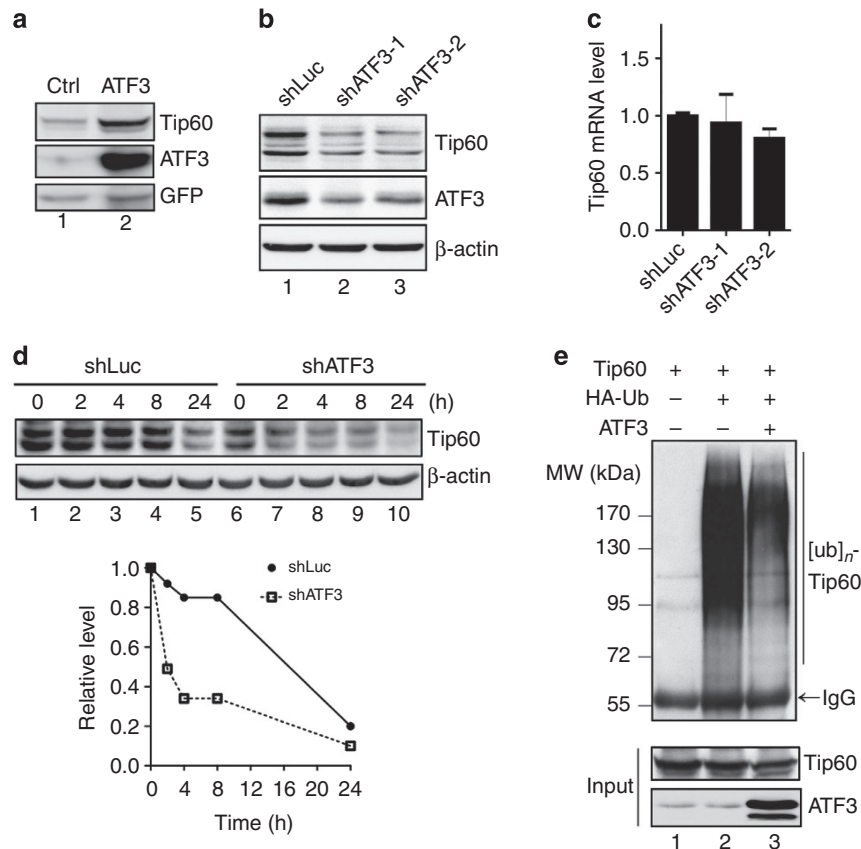 a
Ctrl ATF3
Tip60
ATF3
GFP
1 2
b
shLuc shATF3-1 shATF3-2
Tip60
ATF3
β-actin
1 2 3
c
Tip60 mRNA level
1.5
1.0
0.5
0.0
shLuc shATF3-1 shATF3-2
d
shLuc shATF3
0 2 4 8 24 0 2 4 8 24 (h)
Tip60
β-actin
1 2 3 4 5 6 7 8 9 10
Relative level
1.0
0.8
0.6
0.4
0.2
0.0
shLuc
shATF3
0 4 8 12 16 20 24
Time (h)
e
Tip60 + + +
HA-Ub − + +
ATF3 − − +
MW (kDa)
170
130
95
72
55
[ub]n-
Tip60
←IgG
Input
Tip60
ATF3
1 2 3